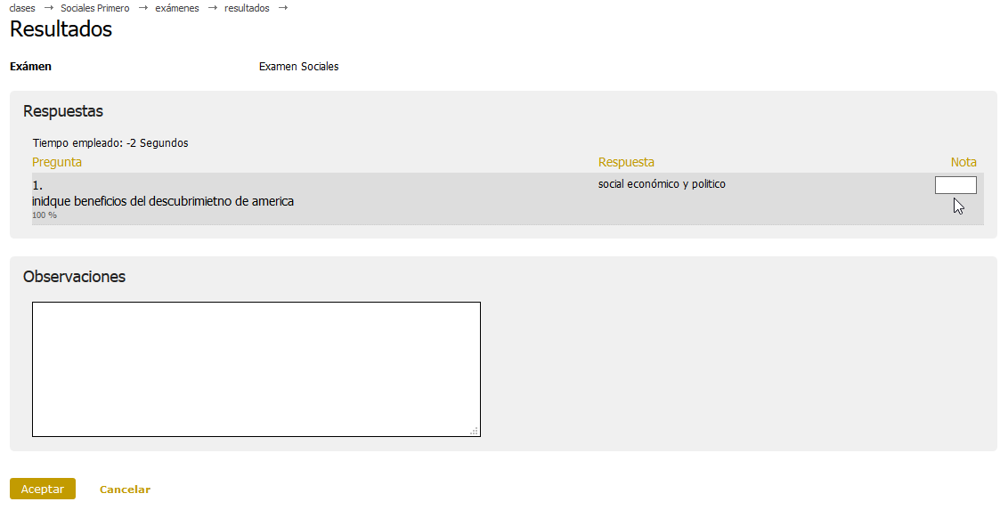 clases → Sociales Primero → exámenes → resultados →
Resultados
Exámen Examen Sociales
Respuestas
Tiempo empleado: -2 Segundos
Pregunta Respuesta Nota
1. social económico y politico
inidque beneficios del descubrimietno de america
100 %
Observaciones
Aceptar Cancelar